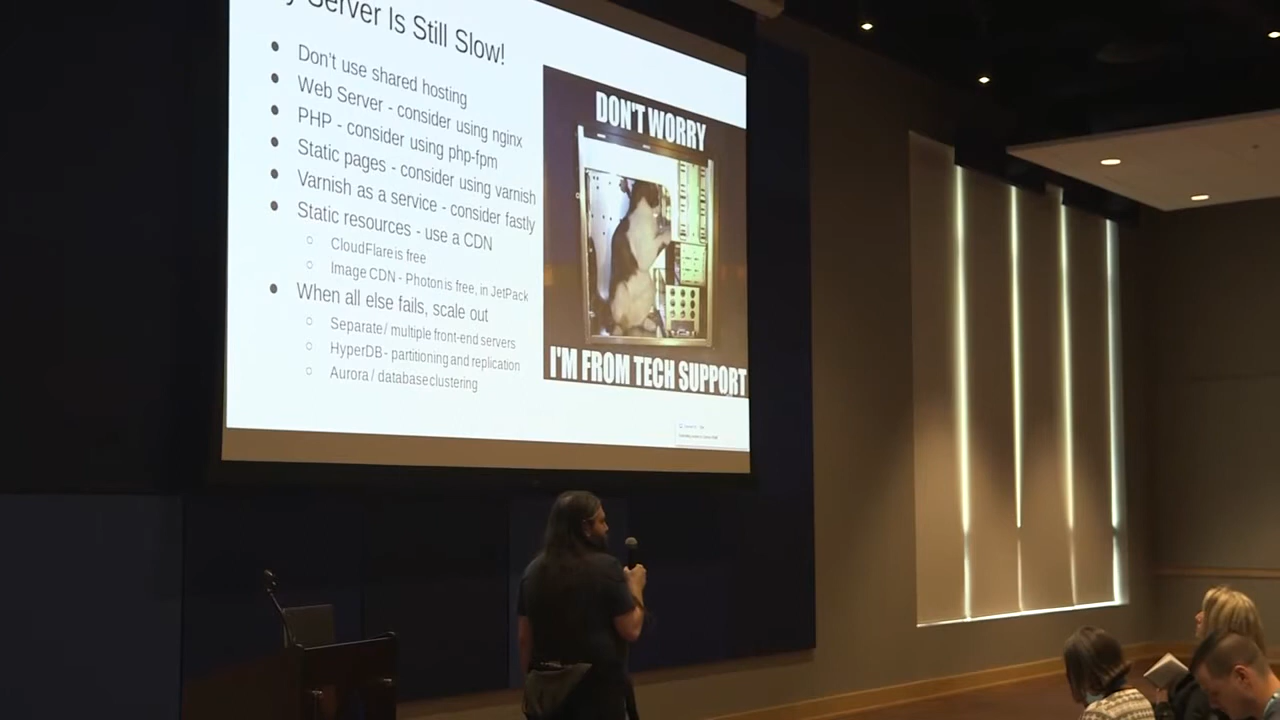 Server Is Still Slow!
Don't use shared hosting
Web Server - consider using nginx
PHP - consider using php-fpm
Static pages - consider using varnish
Varnish as a service - consider fastly
Static resources - use a CDN
CloudFlare is free
Image CDN - Photon is free, in JetPack
When all else fails, scale out
Separate / multiple front-end servers
HyperDB - partitioning and replication
Aurora / database clustering
DON'T WORRY
I'M FROM TECH SUPPORT